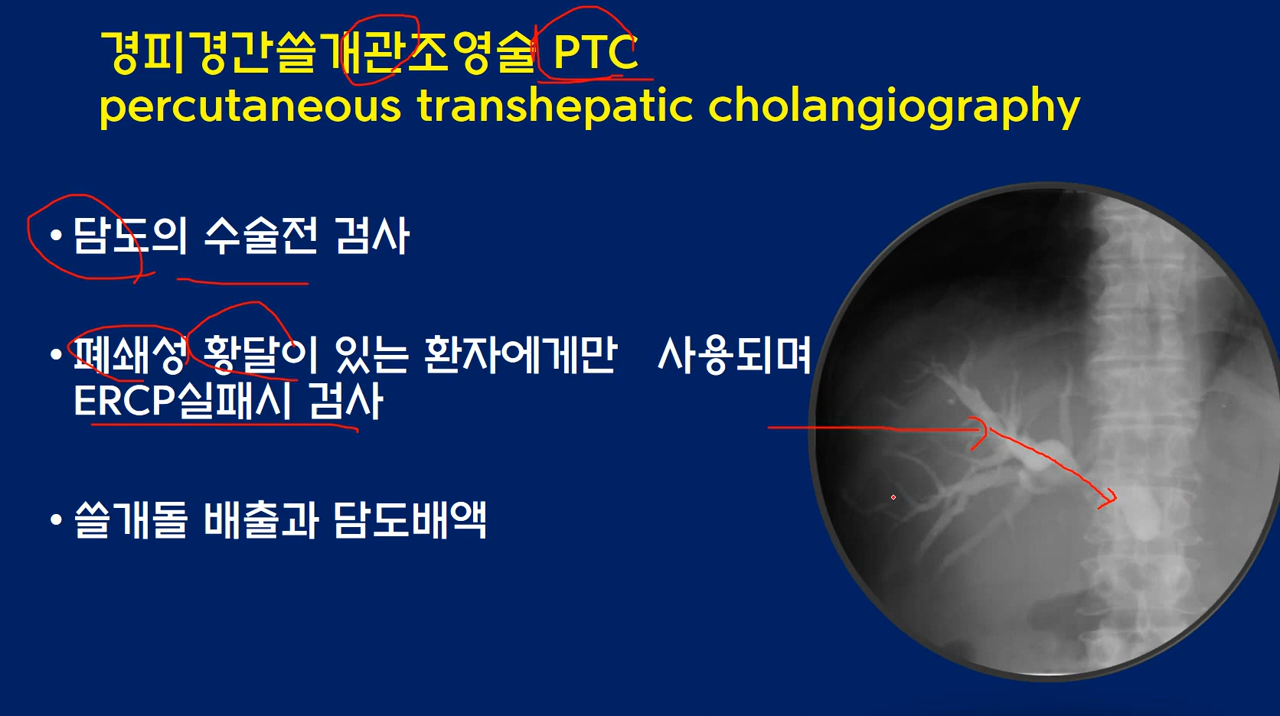 경피경간쓸개관조영술 PTC
percutaneous transhepatic cholangiography
• 담도의 수술전 검사
• 폐쇄성 황달이 있는 환자에게만 사용되며
ERCP실패시 검사
• 쓸개돌 배출과 담도배액